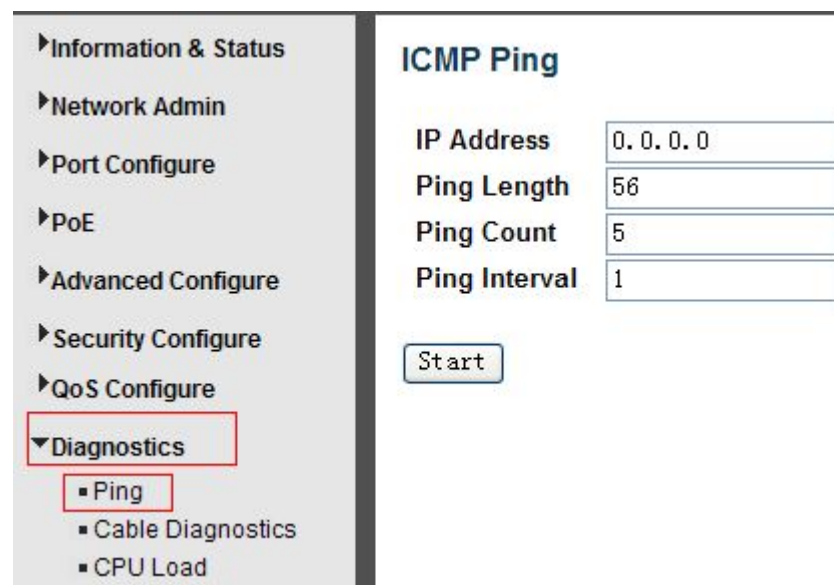 Information & Status
Network Admin
Port Configure
PoE
Advanced Configure
Security Configure
QoS Configure
Diagnostics
Ping
Cable Diagnostics
CPU Load
ICMP Ping
IP Address 0.0.0.0
Ping Length 56
Ping Count 5
Ping Interval 1
Start